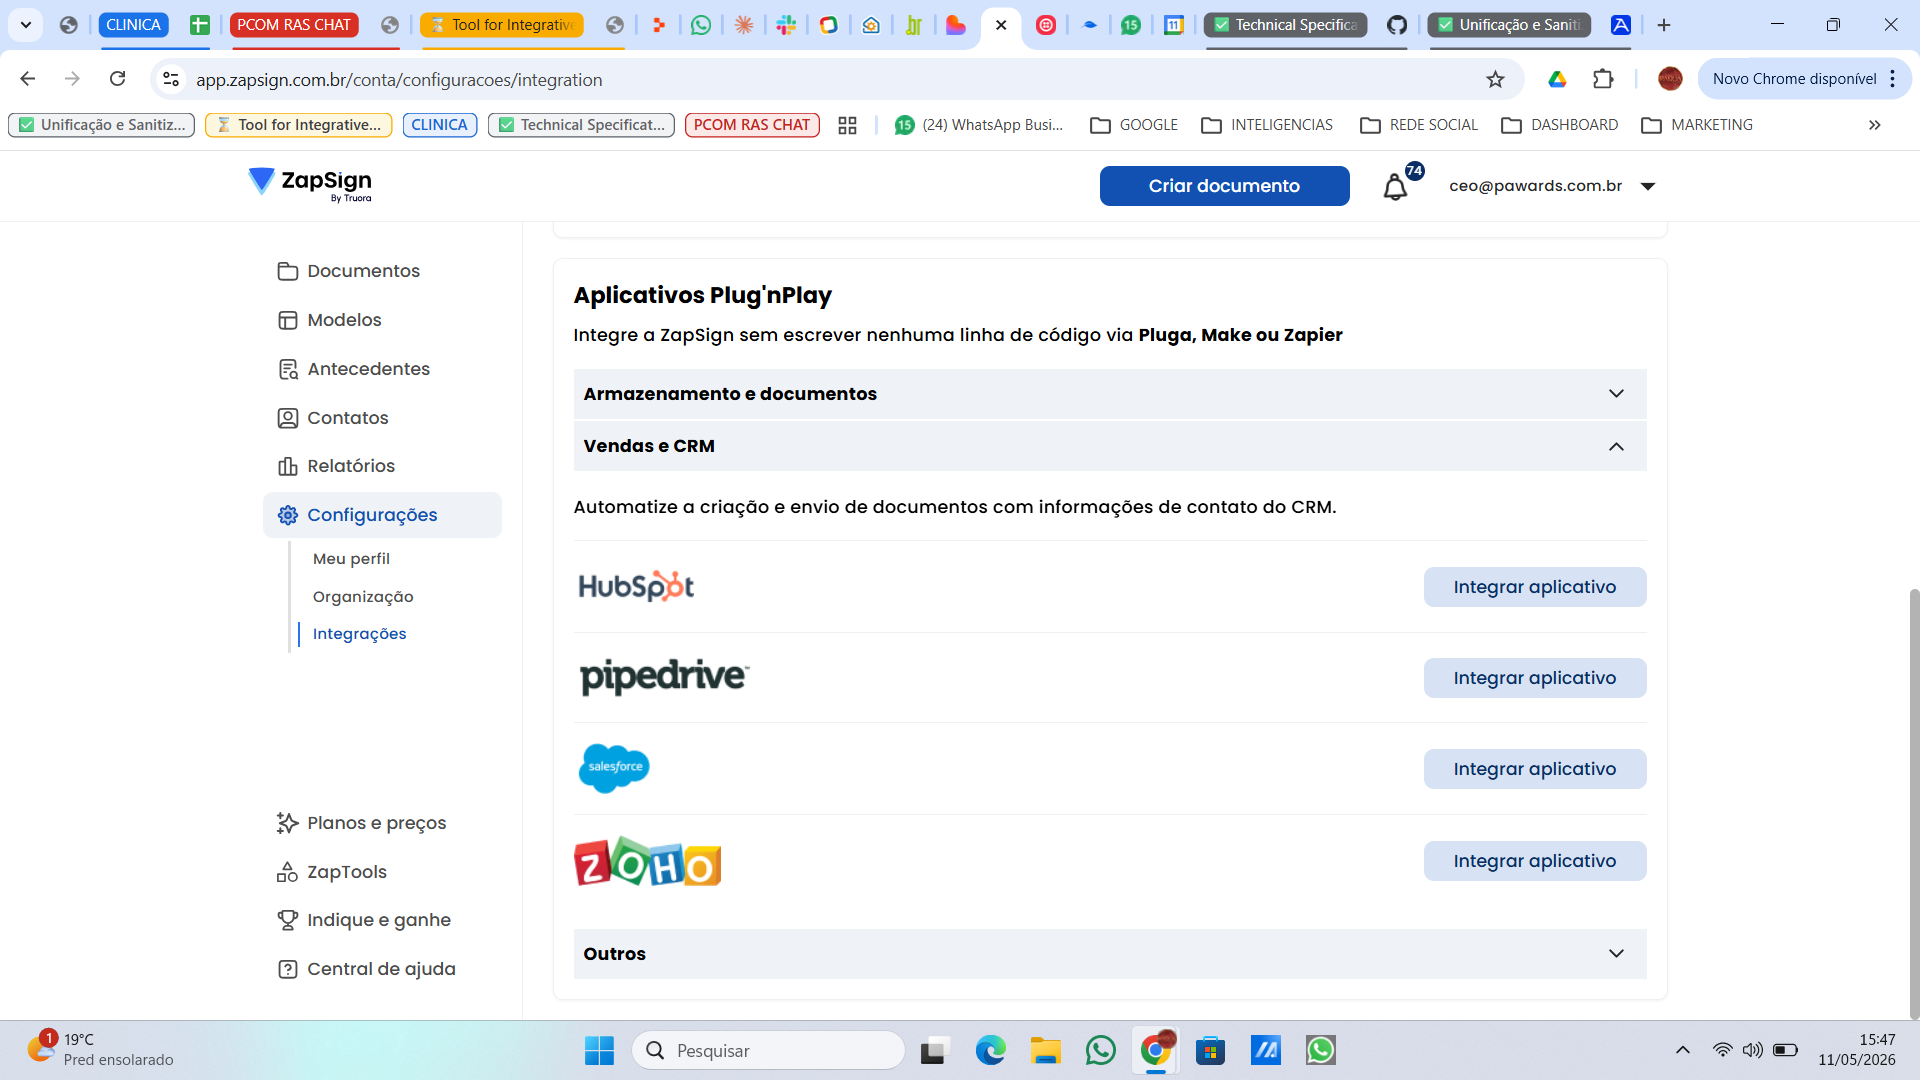 CLINICA
PCOM RAS CHAT
Tool for Integrative
15
11
Technical Specifica
Unificação e Saniti
app.zapsign.com.br/conta/configuracoes/integration
Novo Chrome disponível
Unificação e Sanitiz...
Tool for Integrative...
CLINICA
Technical Specificat...
PCOM RAS CHAT
15
(24) WhatsApp Busi...
GOOGLE
INTELIGENCIAS
REDE SOCIAL
DASHBOARD
MARKETING
ZapSign
By Truora
Criar documento
74
ceo@pawards.com.br
Documentos
Modelos
Antecedentes
Contatos
Relatórios
Configurações
Meu perfil
Organização
Integrações
Planos e preços
ZapTools
Indique e ganhe
Central de ajuda
Aplicativos Plug'nPlay
Integre a ZapSign sem escrever nenhuma linha de código via Pluga, Make ou Zapier
Armazenamento e documentos
Vendas e CRM
Automatize a criação e envio de documentos com informações de contato do CRM.
HubSpot
Integrar aplicativo
pipedrive™
Integrar aplicativo
salesforce
Integrar aplicativo
ZOHO
Integrar aplicativo
Outros
1
19°C
Pred ensolarado
Pesquisar
15:47
11/05/2026